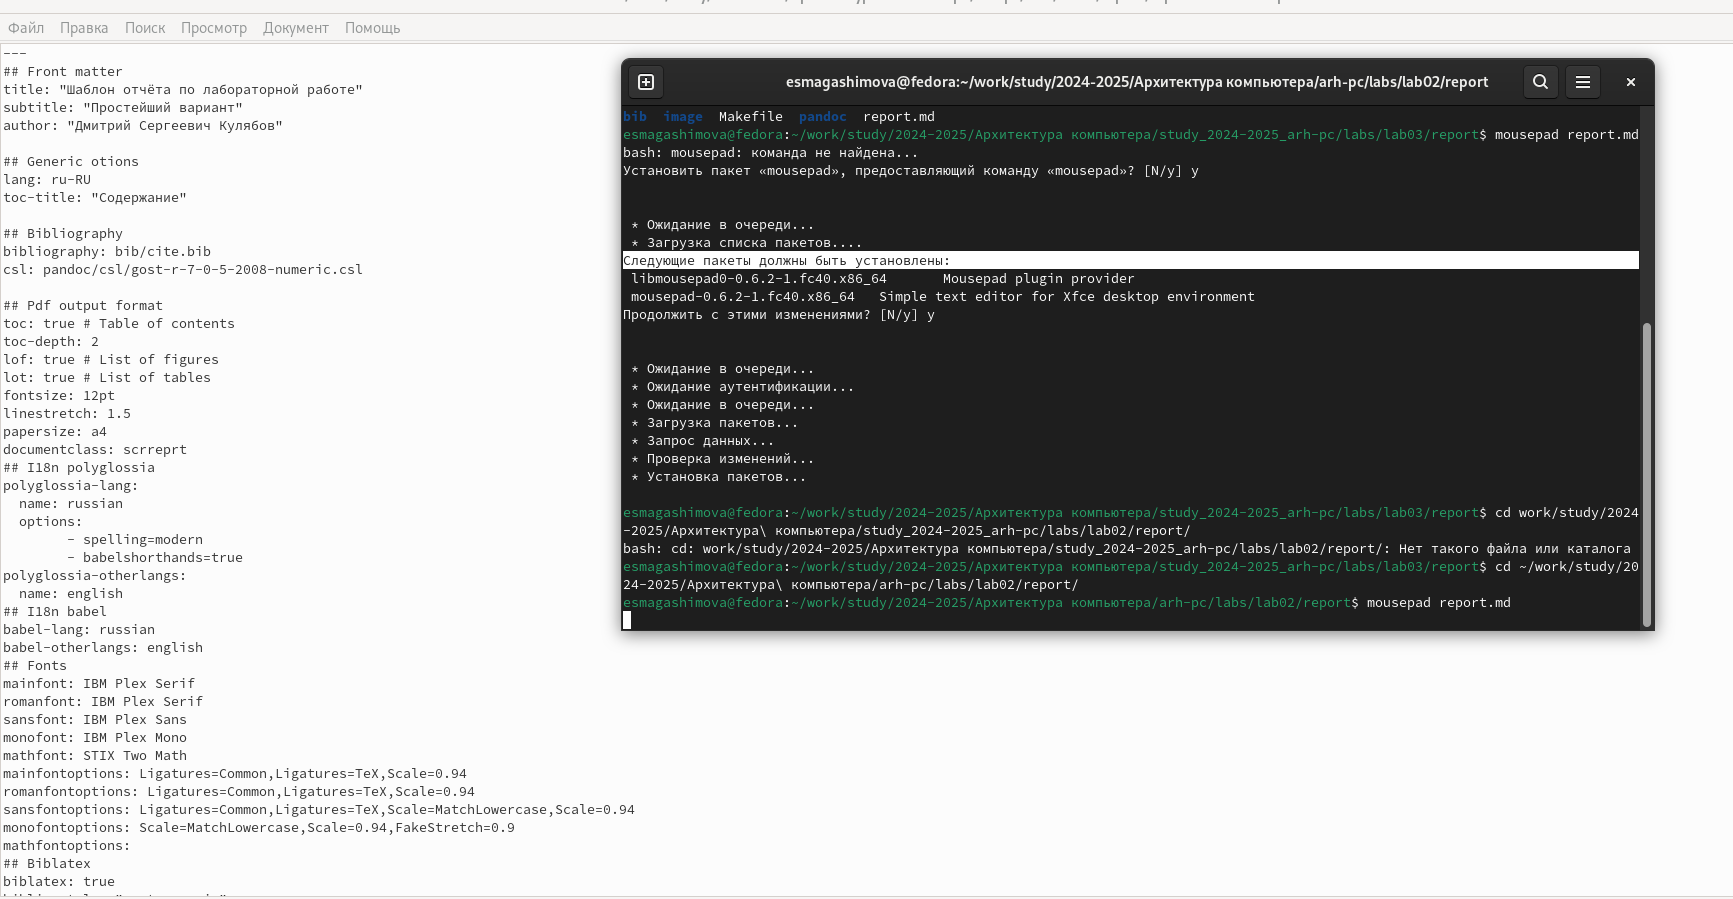 Файл Правка Поиск Просмотр Документ Помощь
---
## Front matter
title: "Шаблон отчёта по лабораторной работе"
subtitle: "Простейший вариант"
author: "Дмитрий Сергеевич Кулябов"
## Generic otions
lang: ru-RU
toc-title: "Содержание"
## Bibliography
bibliography: bib/cite.bib
csl: pandoc/csl/gost-r-7-0-5-2008-numeric.csl
## Pdf output format
toc: true # Table of contents
toc-depth: 2
lof: true # List of figures
lot: true # List of tables
fontsize: 12pt
linestretch: 1.5
papersize: a4
documentclass: scrreprt
## I18n polyglossia
polyglossia-lang:
  name: russian
  options:
        - spelling=modern
        - babelshorthands=true
polyglossia-otherlangs:
  name: english
## I18n babel
babel-lang: russian
babel-otherlangs: english
## Fonts
mainfont: IBM Plex Serif
romanfont: IBM Plex Serif
sansfont: IBM Plex Sans
monofont: IBM Plex Mono
mathfont: STIX Two Math
mainfontoptions: Ligatures=Common,Ligatures=TeX,Scale=0.94
romanfontoptions: Ligatures=Common,Ligatures=TeX,Scale=0.94
sansfontoptions: Ligatures=Common,Ligatures=TeX,Scale=MatchLowercase,Scale=0.94
monofontoptions: Scale=MatchLowercase,Scale=0.94,FakeStretch=0.9
mathfontoptions:
## Biblatex
biblatex: true
esmagashimova@fedora:~/work/study/2024-2025/Архитектура компьютера/arh-pc/labs/lab02/report
bib  image  Makefile  pandoc  report.md
esmagashimova@fedora:~/work/study/2024-2025/Архитектура компьютера/study_2024-2025_arh-pc/labs/lab03/report$ mousepad report.md
bash: mousepad: команда не найдена...
Установить пакет «mousepad», предоставляющий команду «mousepad»? [N/y] y
 * Ожидание в очереди...
 * Загрузка списка пакетов....
Следующие пакеты должны быть установлены:
 libmousepad0-0.6.2-1.fc40.x86_64       Mousepad plugin provider
 mousepad-0.6.2-1.fc40.x86_64   Simple text editor for Xfce desktop environment
Продолжить с этими изменениями? [N/y] y
 * Ожидание в очереди...
 * Ожидание аутентификации...
 * Ожидание в очереди...
 * Загрузка пакетов...
 * Запрос данных...
 * Проверка изменений...
 * Установка пакетов...
esmagashimova@fedora:~/work/study/2024-2025/Архитектура компьютера/study_2024-2025_arh-pc/labs/lab03/report$ cd work/study/2024
-2025/Архитектура\ компьютера/study_2024-2025_arh-pc/labs/lab02/report/
bash: cd: work/study/2024-2025/Архитектура компьютера/study_2024-2025_arh-pc/labs/lab02/report/: Нет такого файла или каталога
esmagashimova@fedora:~/work/study/2024-2025/Архитектура компьютера/study_2024-2025_arh-pc/labs/lab03/report$ cd ~/work/study/20
24-2025/Архитектура\ компьютера/arh-pc/labs/lab02/report/
esmagashimova@fedora:~/work/study/2024-2025/Архитектура компьютера/arh-pc/labs/lab02/report$ mousepad report.md